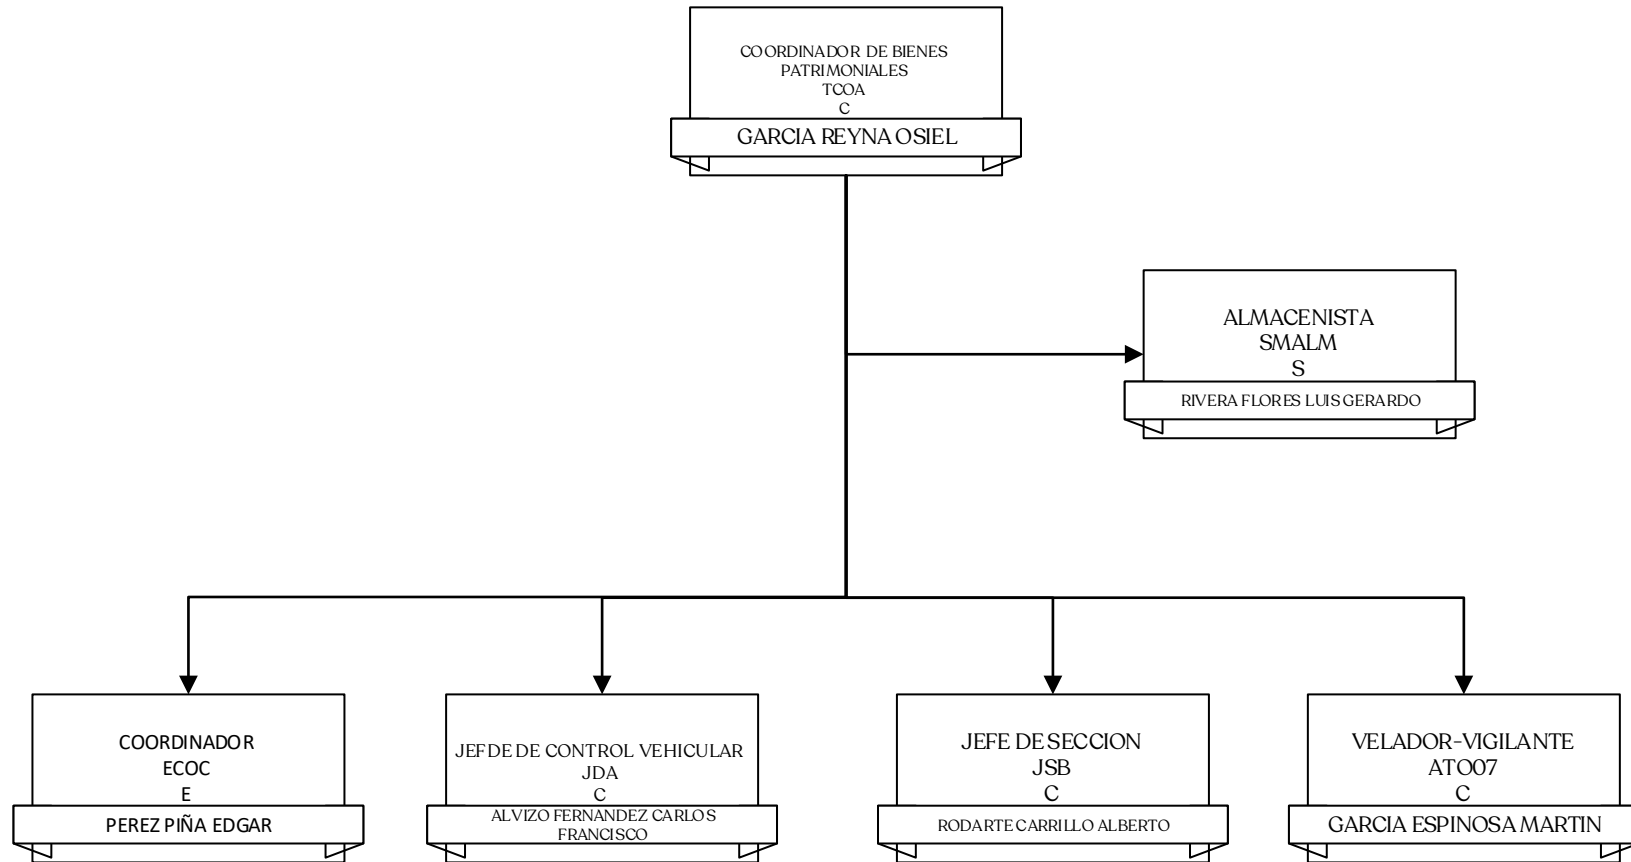 COORDINADOR DE BIENES
PATRIMONIALES
TCOA
C
GARCIA REYNA OSIEL
ALMACENISTA
SMALM
S
RIVERA FLORES LUIS GERARDO
COORDINADOR
ECOC
E
PEREZ PIÑA EDGAR
JEFDE DE CONTROL VEHICULAR
JDA
C
ALVIZO FERNANDEZ CARLOS
FRANCISCO
JEFE DE SECCION
JSB
C
RODARTE CARRILLO ALBERTO
VELADOR-VIGILANTE
ATO07
C
GARCIA ESPINOSA MARTIN